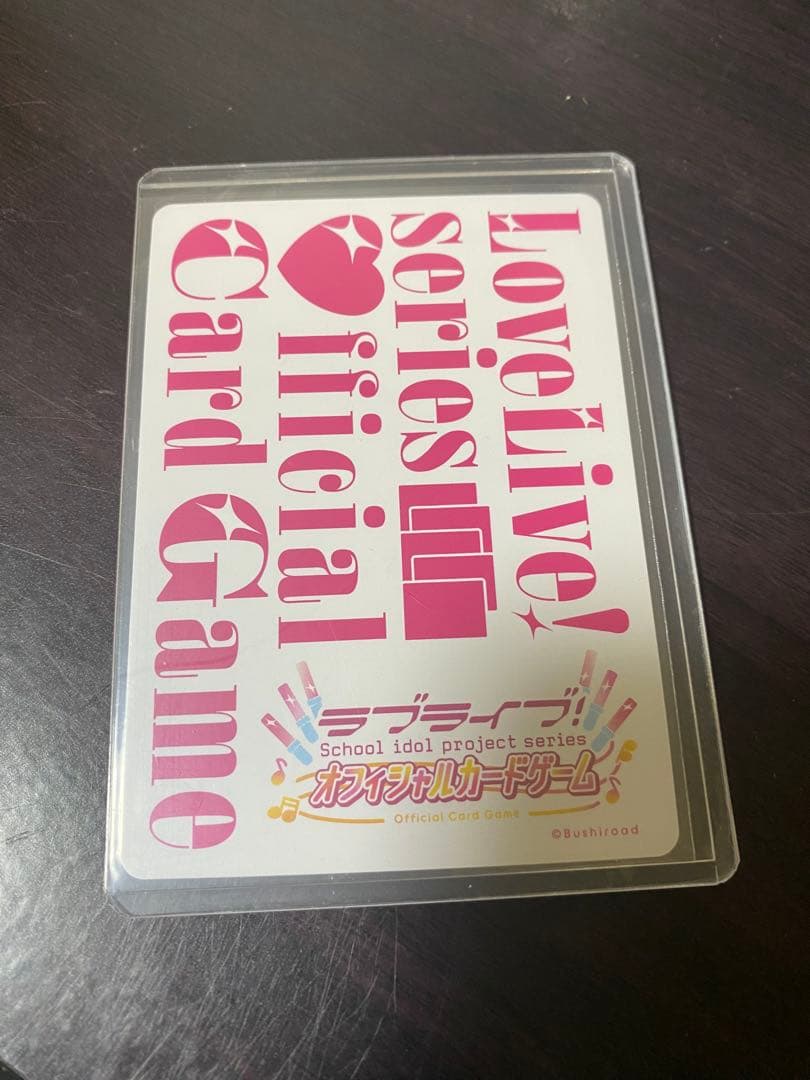 LoveLive!
series
fficial
Card Game
ラブライブ!
School idol project series
オフィシャルカードゲーム
Official Card Game
©Bushiroad